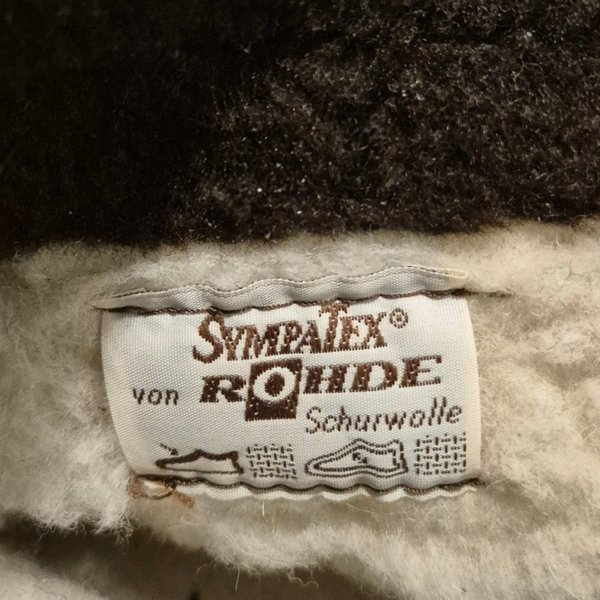 SYMPATEX®
von ROHDE
Schurwolle